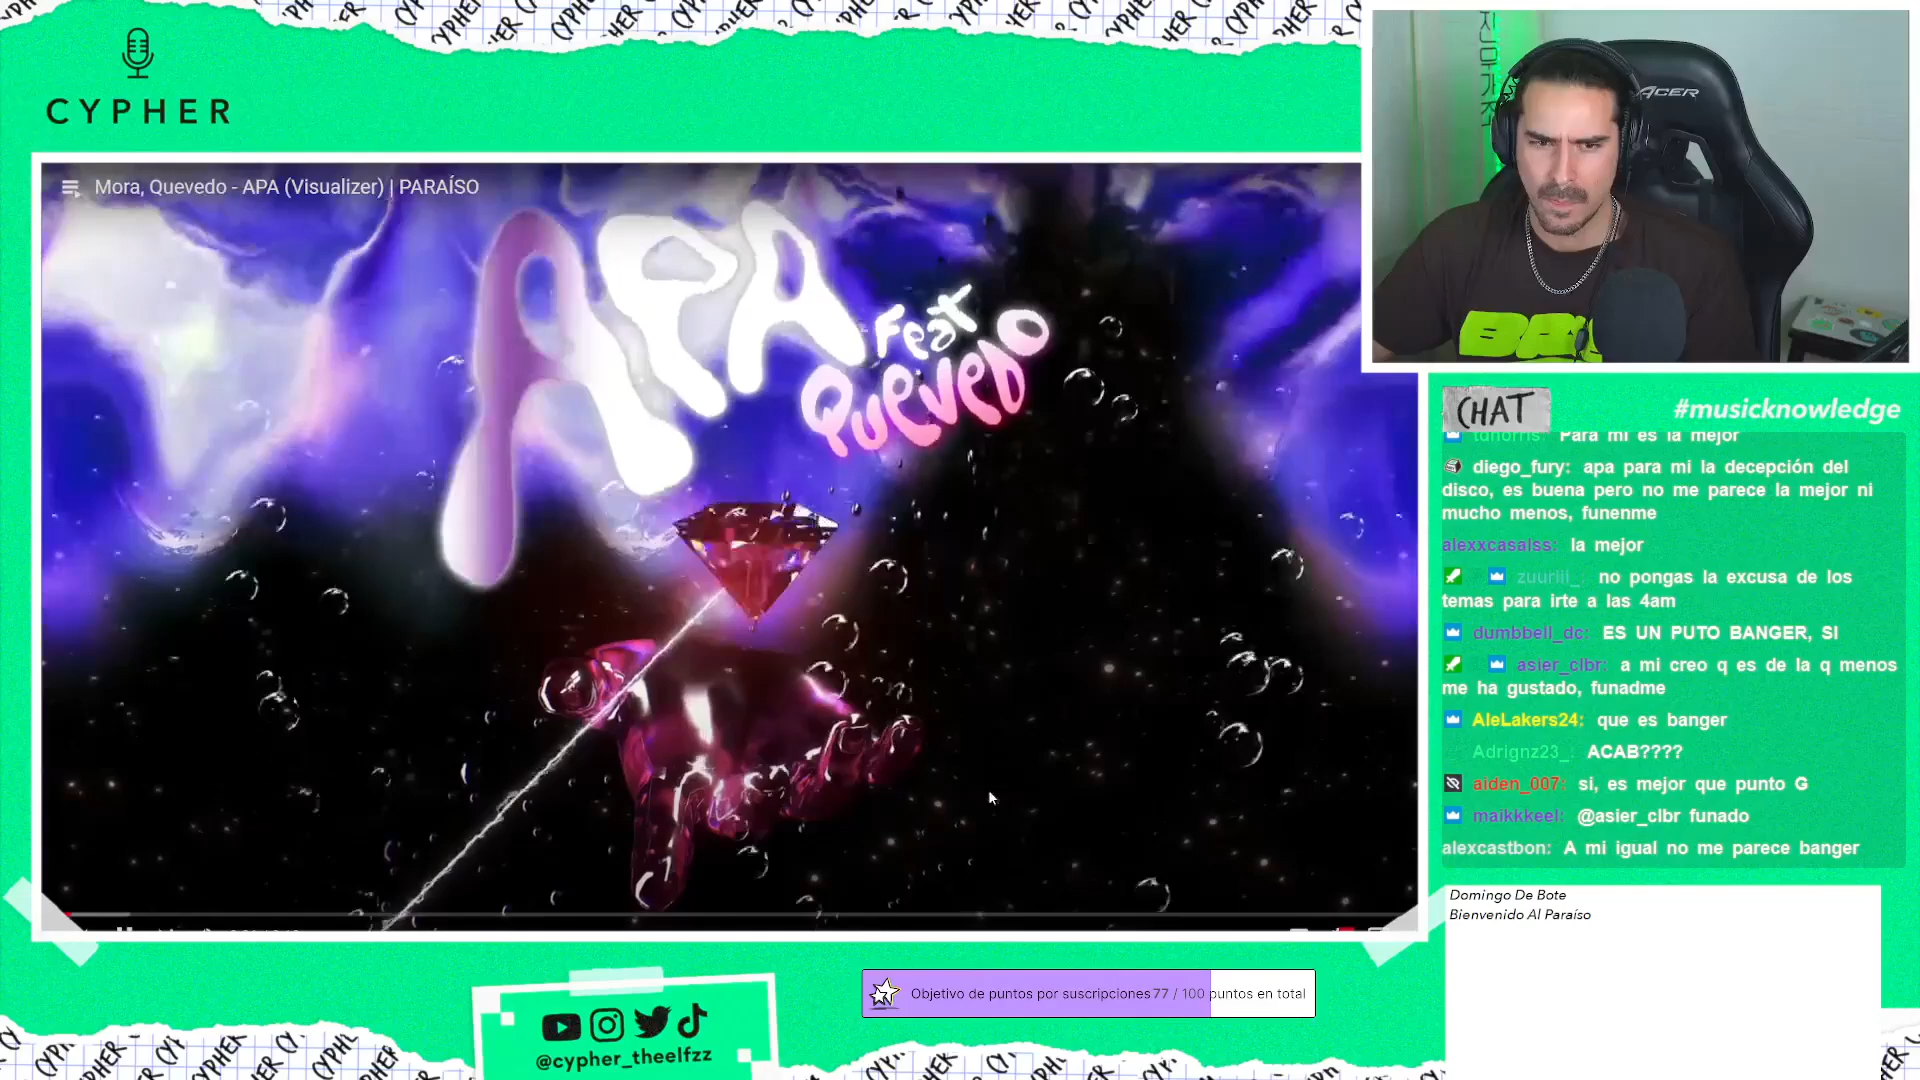 CYPHER
Mora, Quevedo - APA (Visualizer) | PARAÍSO
APA
Feat
Quevedo
ACER
CHAT
#musicknowledge
Para mi es la mejor
diego_fury: apa para mi la decepción del
disco, es buena pero no me parece la mejor ni
mucho menos, funenme
alexxcasalss: la mejor
zuuriii_: no pongas la excusa de los
temas para irte a las 4am
dumbbell_dc: ES UN PUTO BANGER, SI
asier_clbr: a mi creo q es de la q menos
me ha gustado, funadme
AleLakers24: que es banger
Adrignz23_: ACAB????
aiden_007: si, es mejor que punto G
maikkkeel: @asier_clbr funado
alexcastbon: A mi igual no me parece banger
Domingo De Bote
Bienvenido Al Paraíso
Objetivo de puntos por suscripciones 77 / 100 puntos en total
@cypher_theelfzz